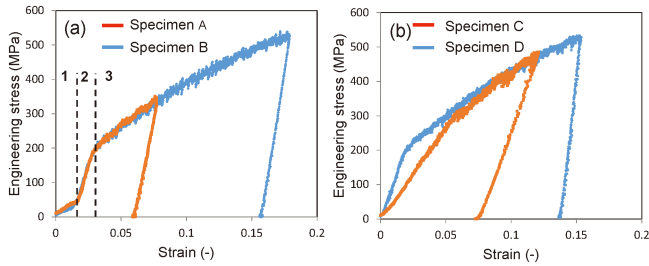 (a)
Specimen A
Specimen B
1 2 3
Engineering stress (MPa)
600
500
400
300
200
100
0
0 0.05 0.1 0.15 0.2
Strain (-)
(b)
Specimen C
Specimen D
Engineering stress (MPa)
600
500
400
300
200
100
0
0 0.05 0.10 0.15 0.2
Strain (-)